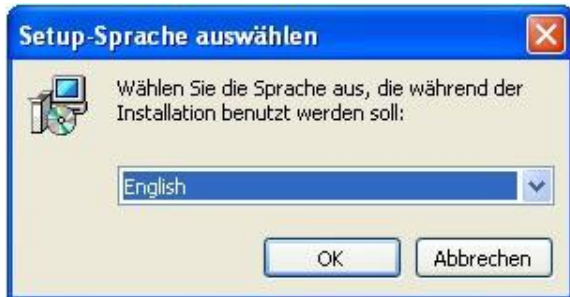 Setup-Sprache auswählen
Wählen Sie die Sprache aus, die während der
Installation benutzt werden soll:
English
OK Abbrechen